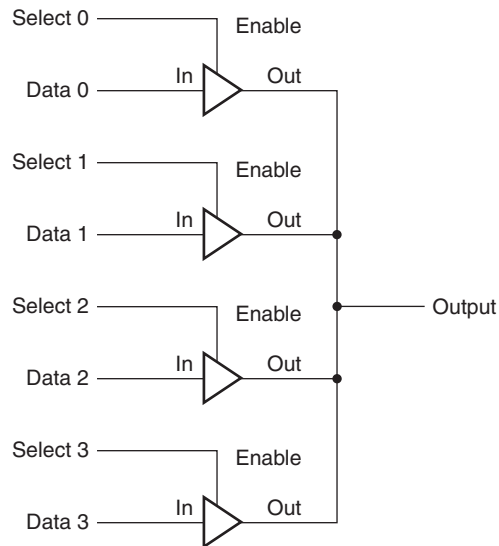 Select 0
Enable
Data 0
In
Out
Select 1
Enable
Data 1
In
Out
Select 2
Enable
Output
Data 2
In
Out
Select 3
Enable
Data 3
In
Out